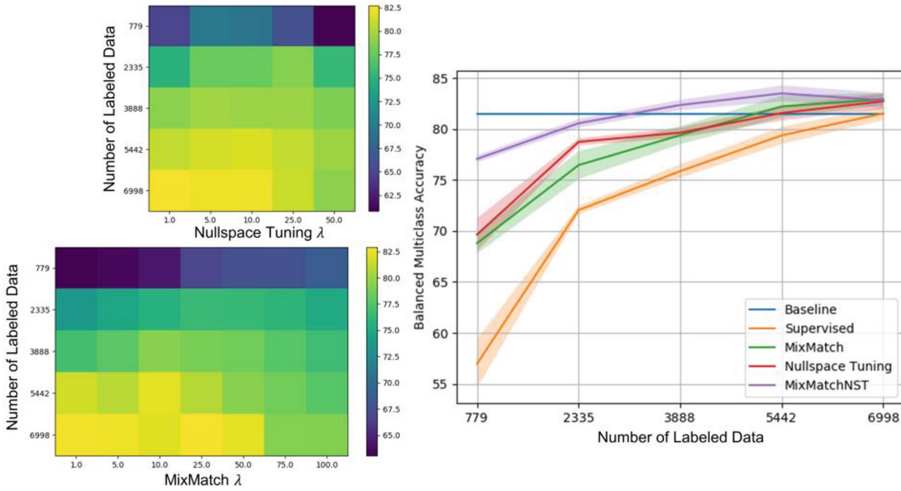 779
2335
3888
5442
6998
Number of Labeled Data
1.0 5.0 10.0 25.0 50.0
Nullspace Tuning λ
82.5
80.0
77.5
75.0
72.5
70.0
67.5
65.0
62.5
779
2335
3888
5442
6998
Number of Labeled Data
1.0 5.0 10.0 25.0 50.0 75.0 100.0
MixMatch λ
82.5
80.0
77.5
75.0
72.5
70.0
67.5
65.0
85
80
75
70
65
60
55
Balanced Multiclass Accuracy
Baseline
Supervised
MixMatch
Nullspace Tuning
MixMatchNST
779 2335 3888 5442 6998
Number of Labeled Data